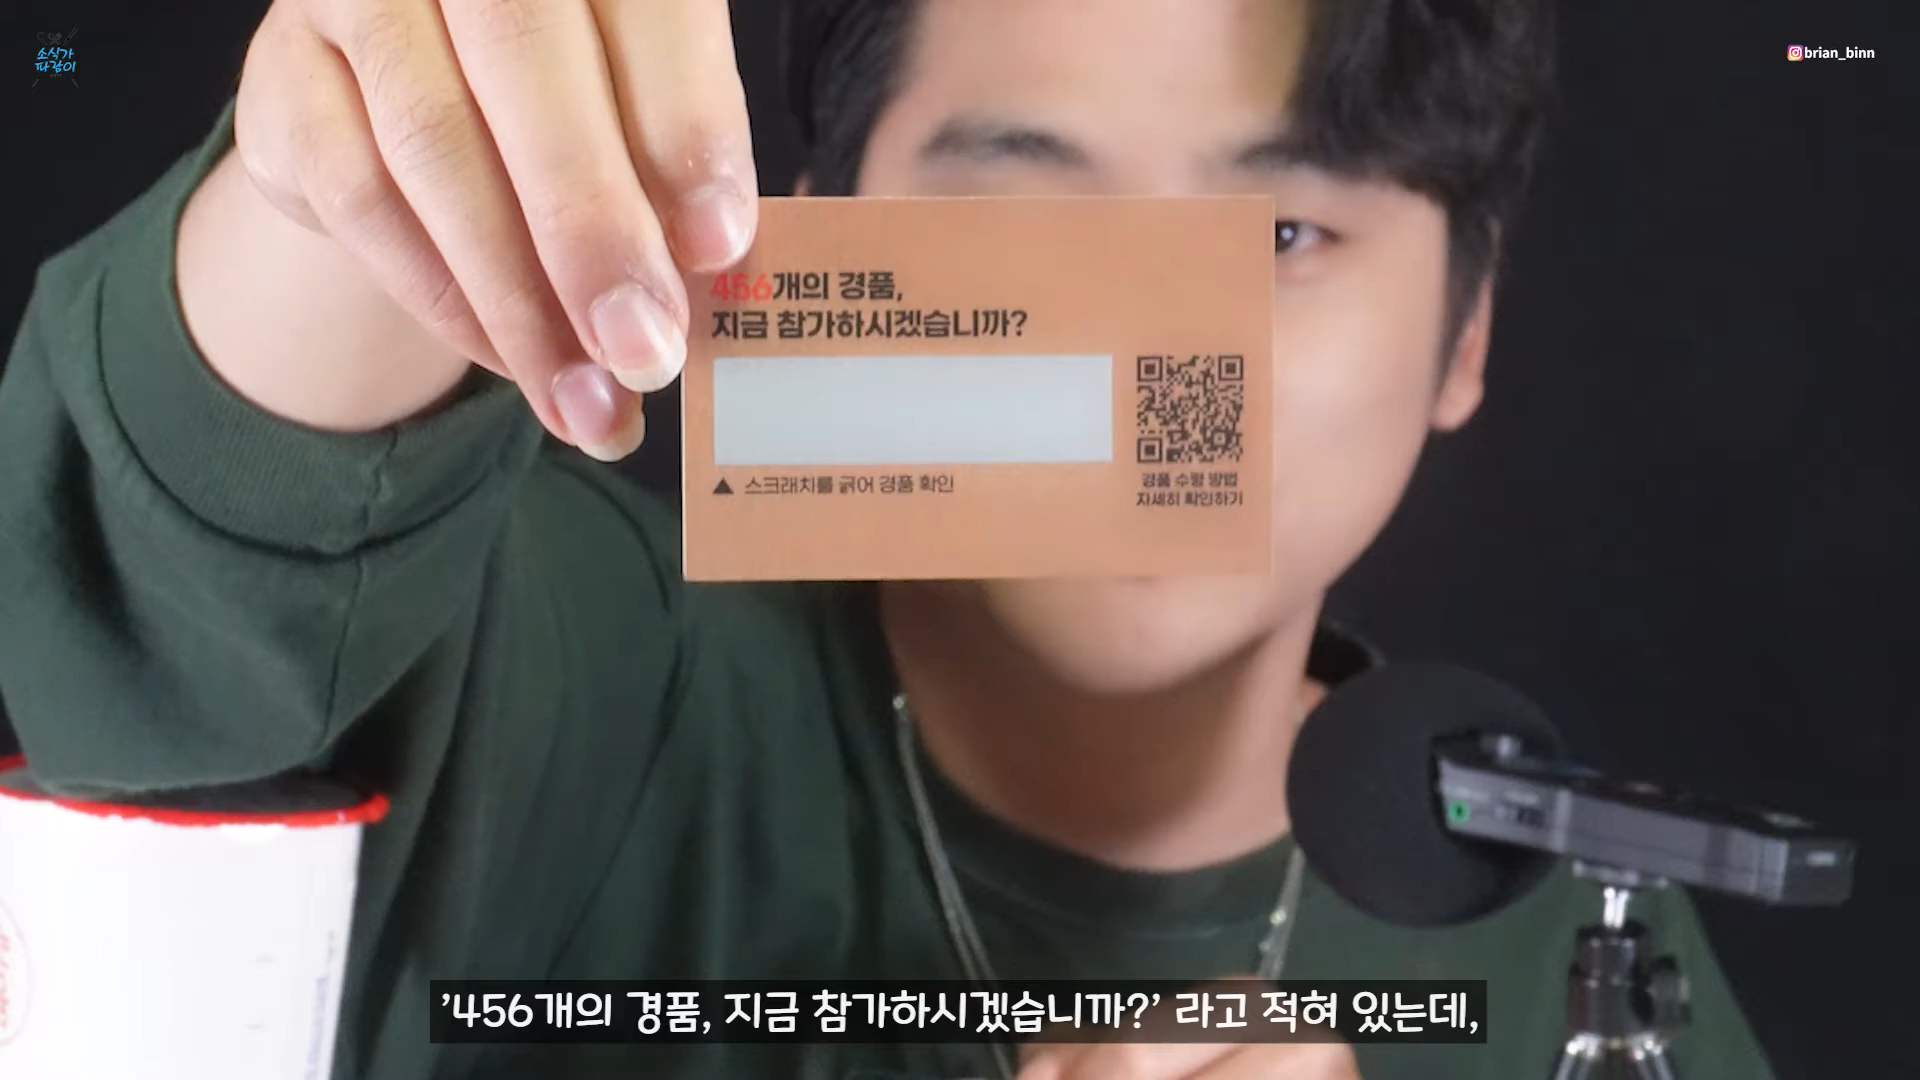 소식가
따람이
brian_binn
456개의 경품,
지금 참가하시겠습니까?
▲ 스크래치를 긁어 경품 확인
경품 수령 방법
자세히 확인하기
'456개의 경품, 지금 참가하시겠습니까?' 라고 적혀 있는데,